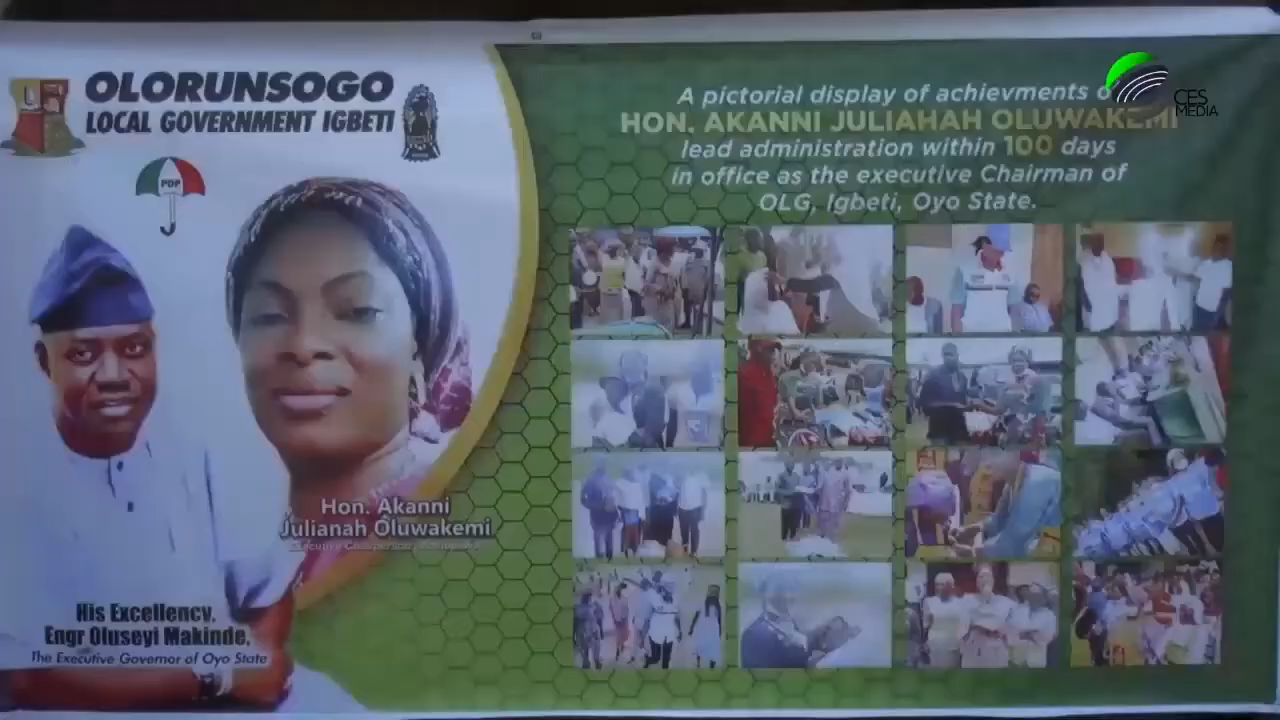 OLORUNSOGO
LOCAL GOVERNMENT IGBETI
PDP
Hon. Akanni
Julianah Oluwakemi
His Excellency,
Engr Oluseyi Makinde,
The Executive Governor of Oyo State
A pictorial display of achievments
HON. AKANNI JULIAHAH OLUWAKEMI
lead administration within 100 days
in office as the executive Chairman of
OLG, Igbeti, Oyo State.
CES
MEDIA